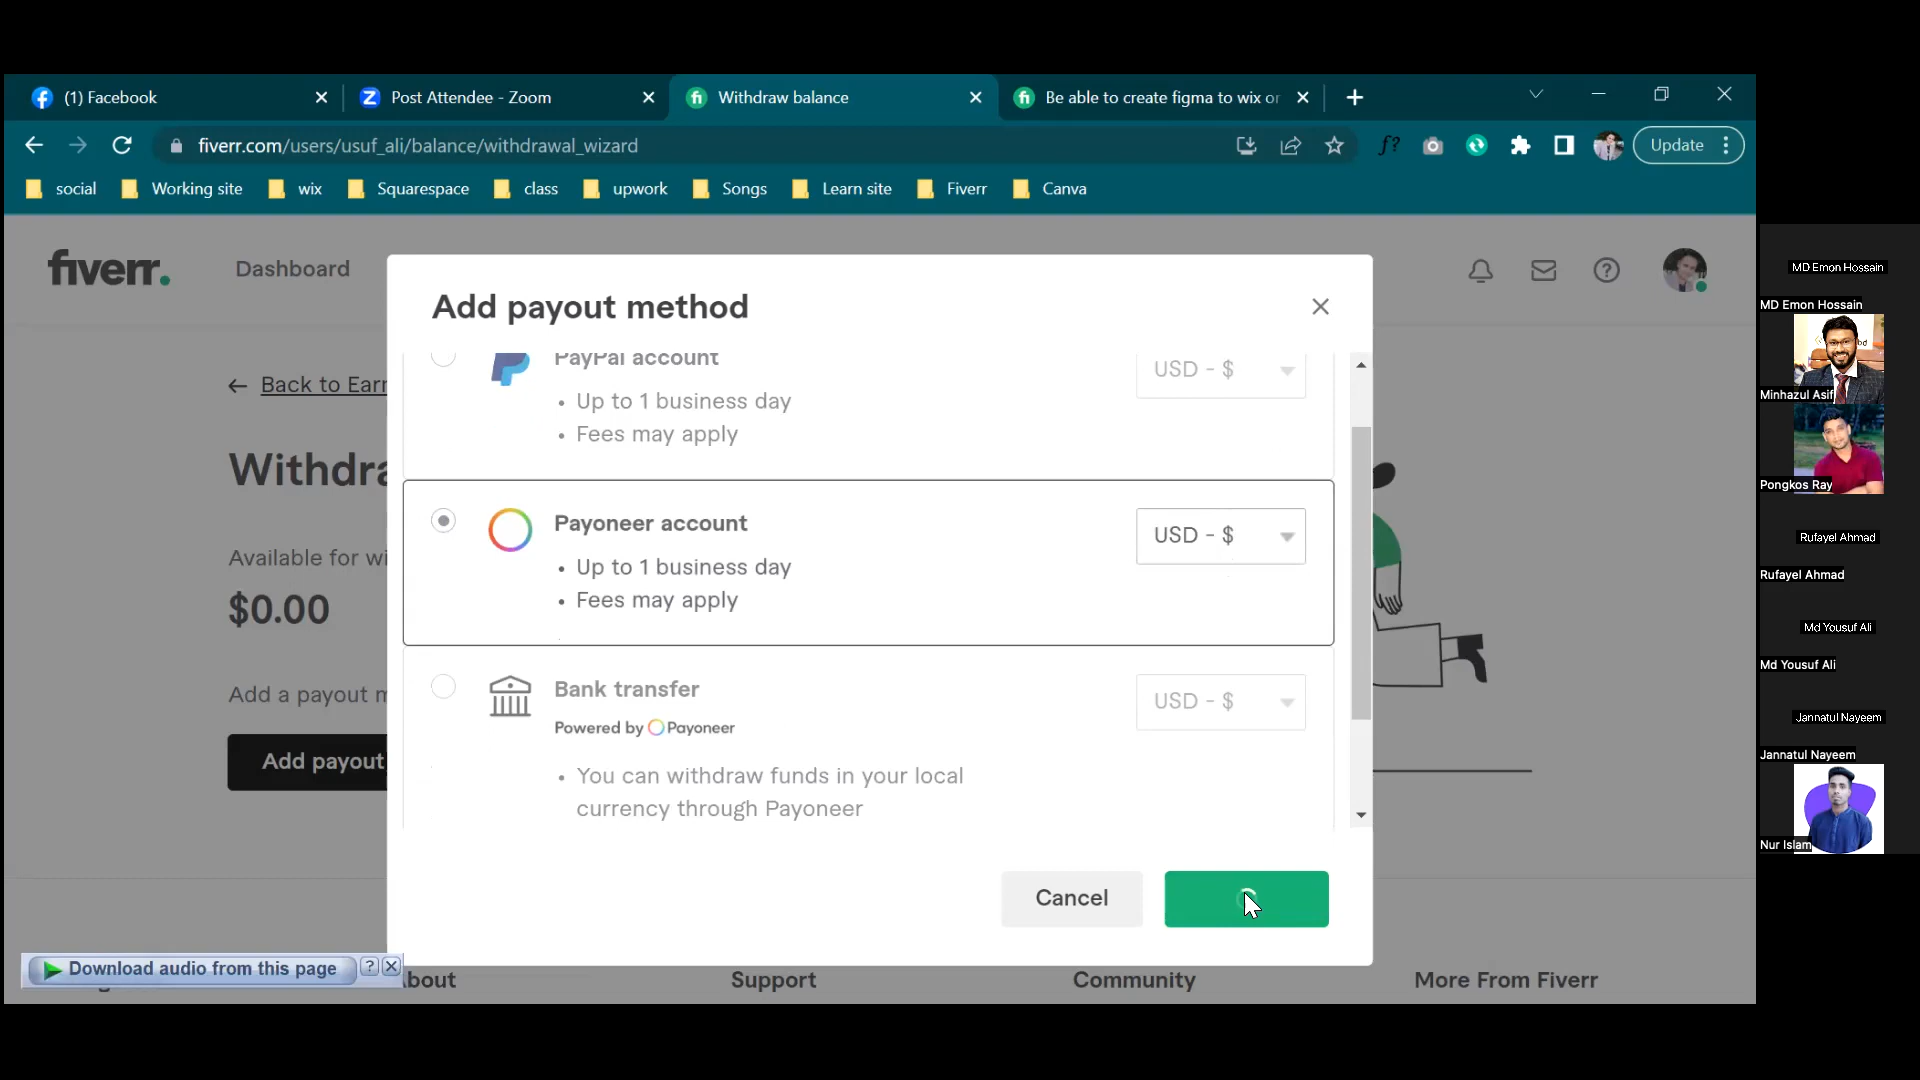 (1) Facebook
Post Attendee - Zoom
Withdraw balance
Be able to create figma to wix or
fiverr.com/users/usuf_ali/balance/withdrawal_wizard
f?
Update
social
Working site
wix
Squarespace
class
upwork
Songs
Learn site
Fiverr
Canva
fiverr.
Dashboard
Add payout method
Back to Earn
PayPal account
USD - $
Up to 1 business day
Fees may apply
Withdra
Payoneer account
USD - $
Up to 1 business day
Fees may apply
Available for wi
$0.00
Bank transfer
USD - $
Powered by Payoneer
Add a payout m
Add payout
You can withdraw funds in your local
currency through Payoneer
Cancel
Download audio from this page
?
bout
Support
Community
More From Fiverr
MD Emon Hossain
MD Emon Hossain
bd
Minhazul Asif
Pongkos Ray
Rufayel Ahmad
Rufayel Ahmad
Md Yousuf Ali
Md Yousuf Ali
Jannatul Nayeem
Jannatul Nayeem
Nur Islam